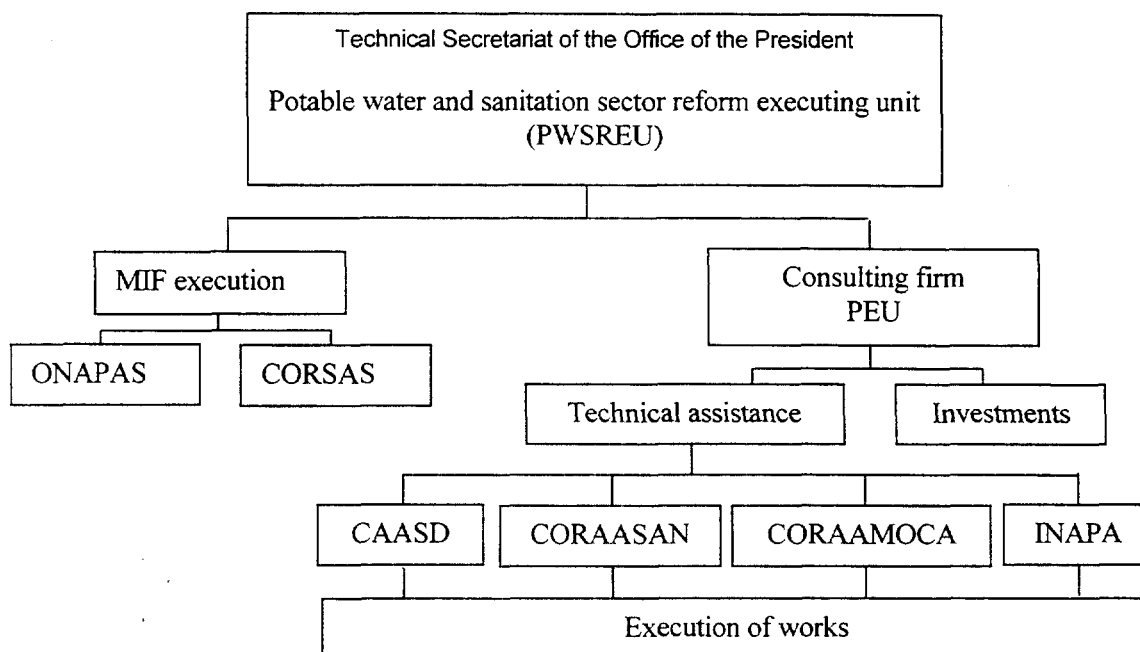 Technical Secretariat of the Office of the President
Potable water and sanitation sector reform executing unit
(PWSREU)
MIF execution
Consulting firm
PEU
ONAPAS
CORSAS
Technical assistance
Investments
CAASD
CORAASAN
CORAAMOCA
INAPA
Execution of works